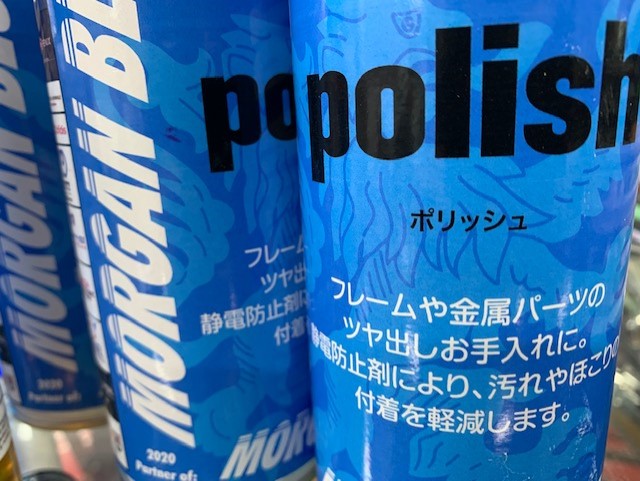 polish
ポリッシュ
フレームや金属パーツの
ツヤ出しお手入れに。
静電防止剤により、汚れやほこりの
付着を軽減します。
po
フレーム
ツヤ出し
静電防止剤
付着
MORGAN BL
2020
Partner of:
MORG
MORGAN BL
2020
Partner of: